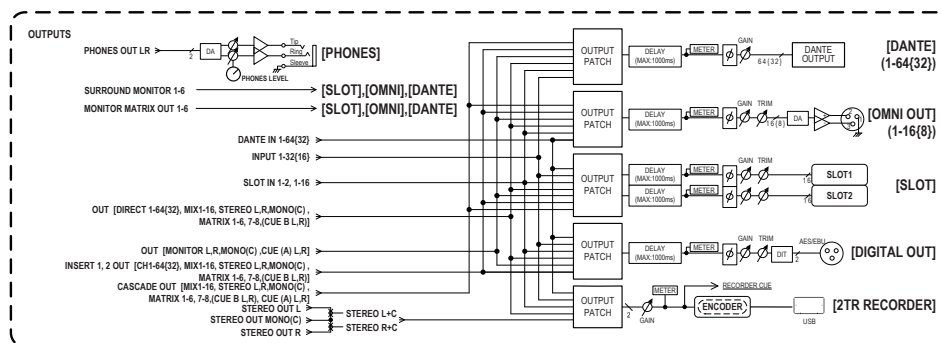 OUTPUTS
PHONES OUT LR
2
DA
Tip
Ring
Sleeve
PHONES LEVEL
[PHONES]
SURROUND MONITOR 1-6
[SLOT],[OMNI],[DANTE]
MONITOR MATRIX OUT 1-6
[SLOT],[OMNI],[DANTE]
DANTE IN 1-64{32}
INPUT 1-32{16}
SLOT IN 1-2, 1-16
OUT [DIRECT 1-64{32}, MIX1-16, STEREO L,R,MONO(C) ,
MATRIX 1-6, 7-8,(CUE B L,R)]
OUT [MONITOR L,R,MONO(C) ,CUE (A) L,R]
INSERT 1, 2 OUT [CH1-64{32}, MIX1-16, STEREO L,R,MONO(C) ,
MATRIX 1-6, 7-8,(CUE B L,R)]
CASCADE OUT [MIX1-16, STEREO L,R,MONO(C) ,
MATRIX 1-6, 7-8,(CUE B L,R), CUE (A) L,R]
STEREO OUT L
STEREO OUT MONO(C)
STEREO OUT R
STEREO L+C
STEREO R+C
OUTPUT
PATCH
DELAY
(MAX:1000ms)
METER
ϕ
GAIN
64{32}
DANTE
OUTPUT
[DANTE]
(1-64{32})
OUTPUT
PATCH
DELAY
(MAX:1000ms)
METER
ϕ
GAIN TRIM
16{8}
DA
2
3
1
[OMNI OUT]
(1-16{8})
OUTPUT
PATCH
DELAY
(MAX:1000ms)
METER
ϕ
GAIN TRIM
16
SLOT1
DELAY
(MAX:1000ms)
METER
ϕ
16
SLOT2
[SLOT]
OUTPUT
PATCH
DELAY
(MAX:1000ms)
METER
ϕ
GAIN TRIM
DIT
AES/EBU
2
[DIGITAL OUT]
OUTPUT
PATCH
2
GAIN
METER
RECORDER CUE
ENCODER
USB
[2TR RECORDER]